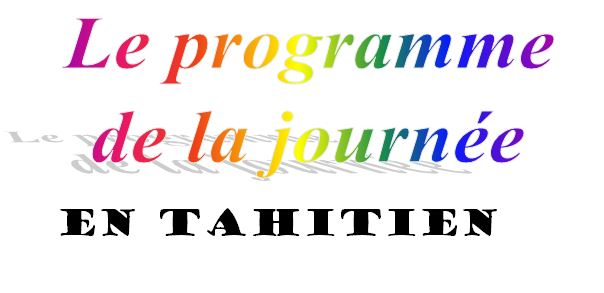 Le programme
de la journée
EN TAHITIEN